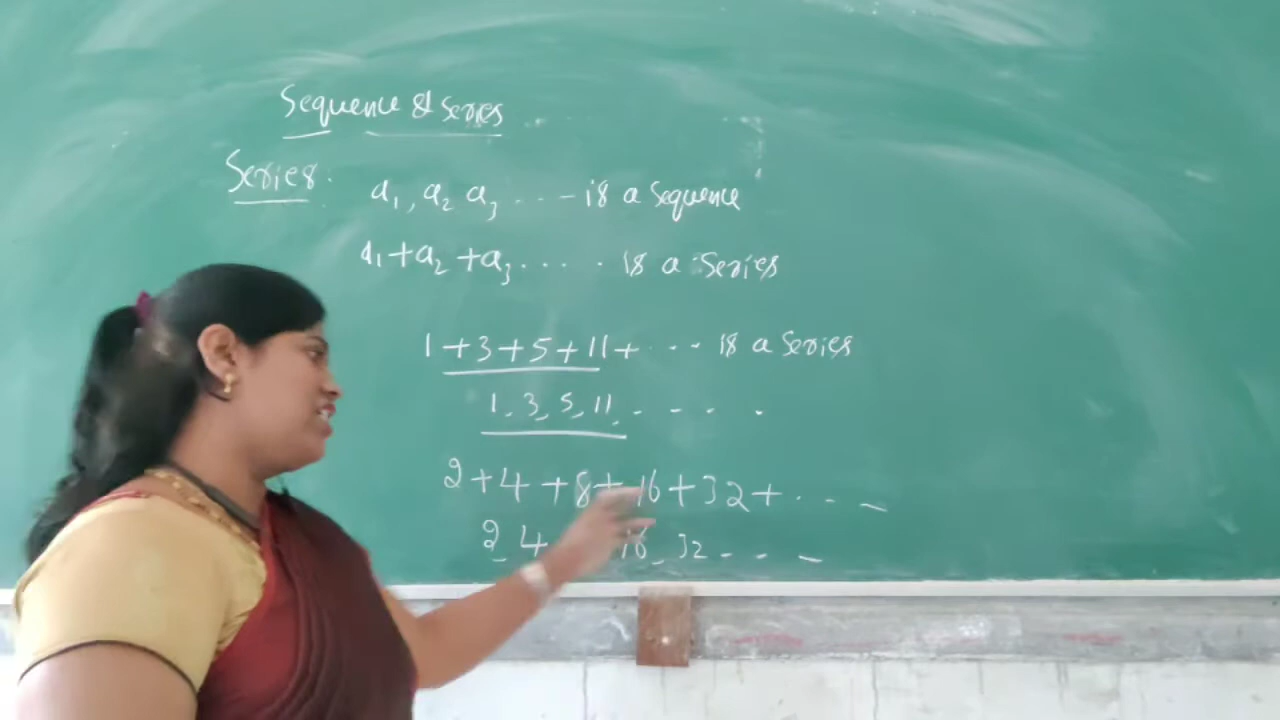 Sequence & Series
Series:
a₁, a₂ a₃ ... - is a Sequence
a₁+a₂+a₃..... is a Series
1+3+5+11+ ... is a Series
1, 3, 5, 11, - - - .
2+4+8+16+32+ ... _
2, 4 16, 32 - - _